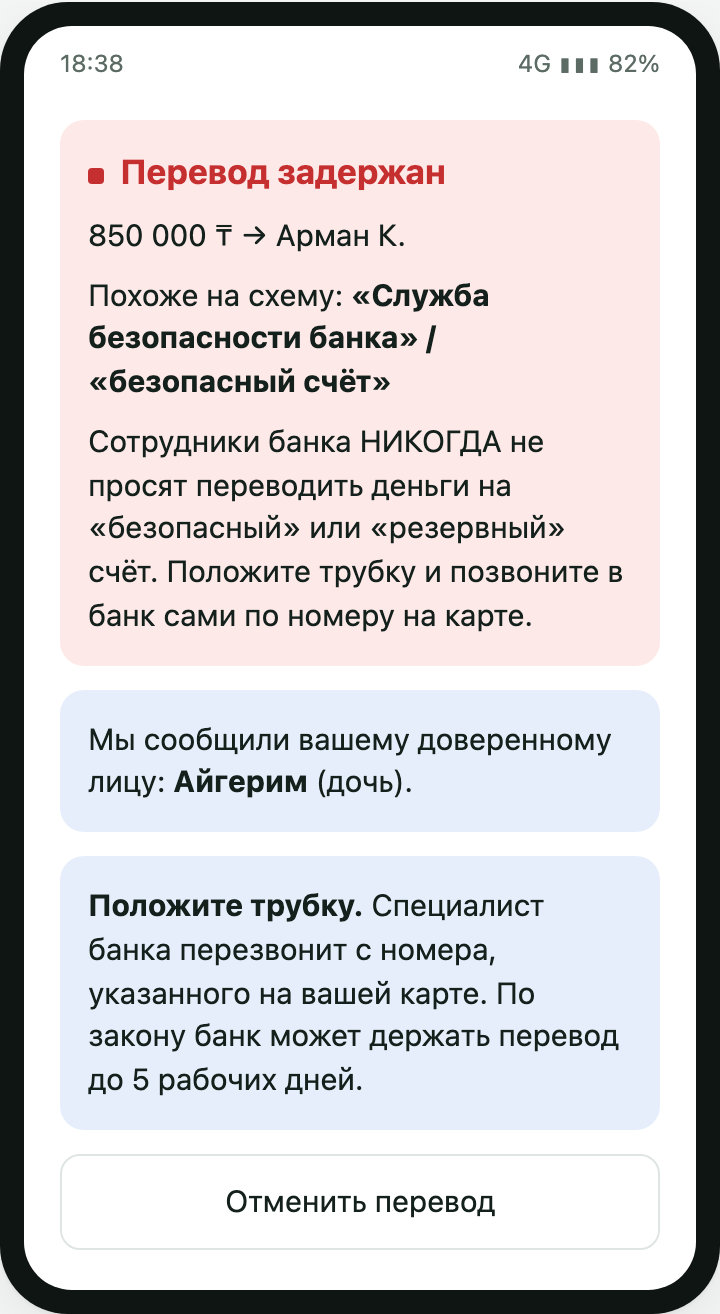 18:38
4G 82%
Перевод задержан
850 000 ₸ → Арман К.
Похоже на схему: «Служба
безопасности банка» /
«безопасный счёт»
Сотрудники банка НИКОГДА не
просят переводить деньги на
«безопасный» или «резервный»
счёт. Положите трубку и позвоните в
банк сами по номеру на карте.
Мы сообщили вашему доверенному
лицу: Айгерим (дочь).
Положите трубку. Специалист
банка перезвонит с номера,
указанного на вашей карте. По
закону банк может держать перевод
до 5 рабочих дней.
Отменить перевод